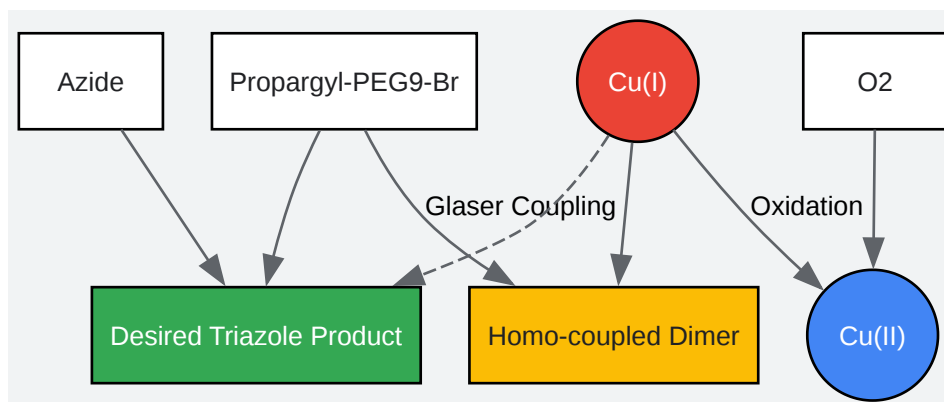 Azide
Propargyl-PEG9-Br
Cu(I)
O2
Glaser Coupling
Oxidation
Desired Triazole Product
Homo-coupled Dimer
Cu(II)